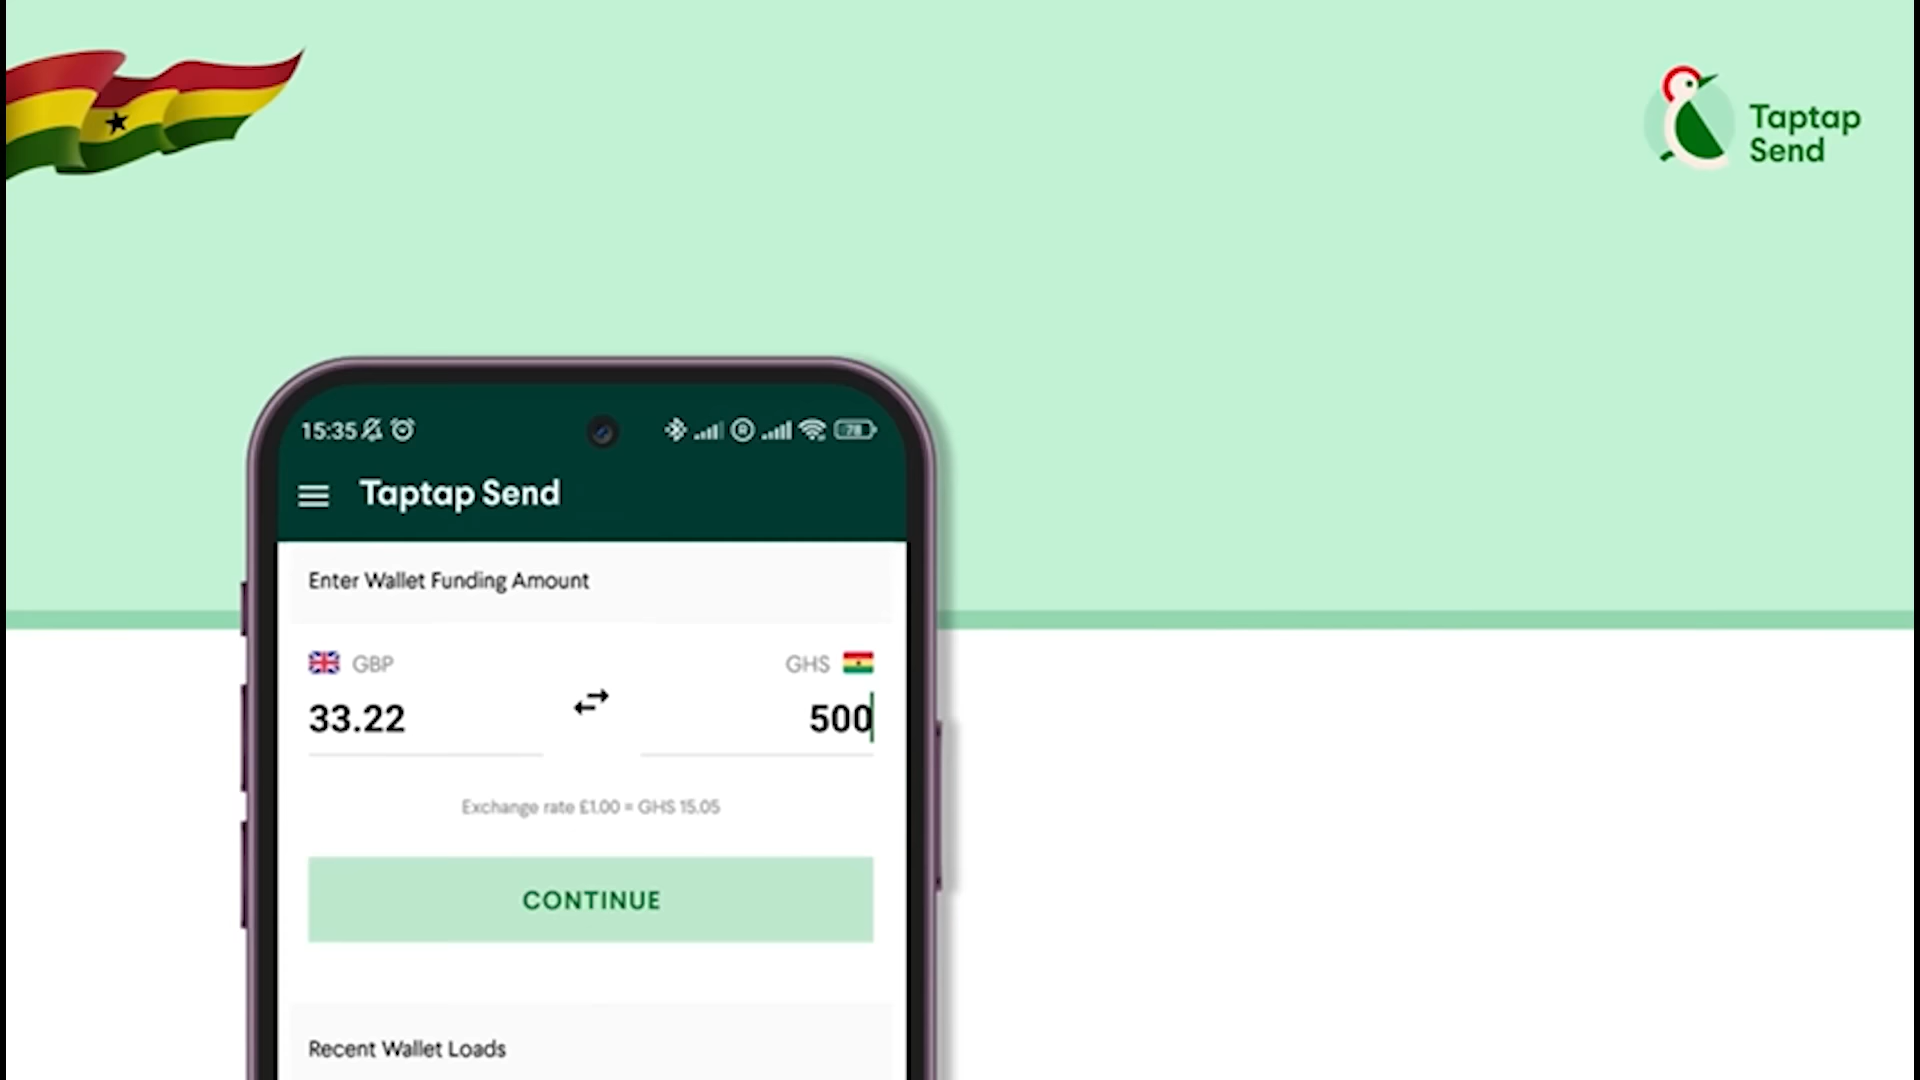 Taptap
Send
15:35
78
Taptap Send
Enter Wallet Funding Amount
GBP
GHS
33.22
500
Exchange rate £1.00 = GHS 15.05
CONTINUE
Recent Wallet Loads